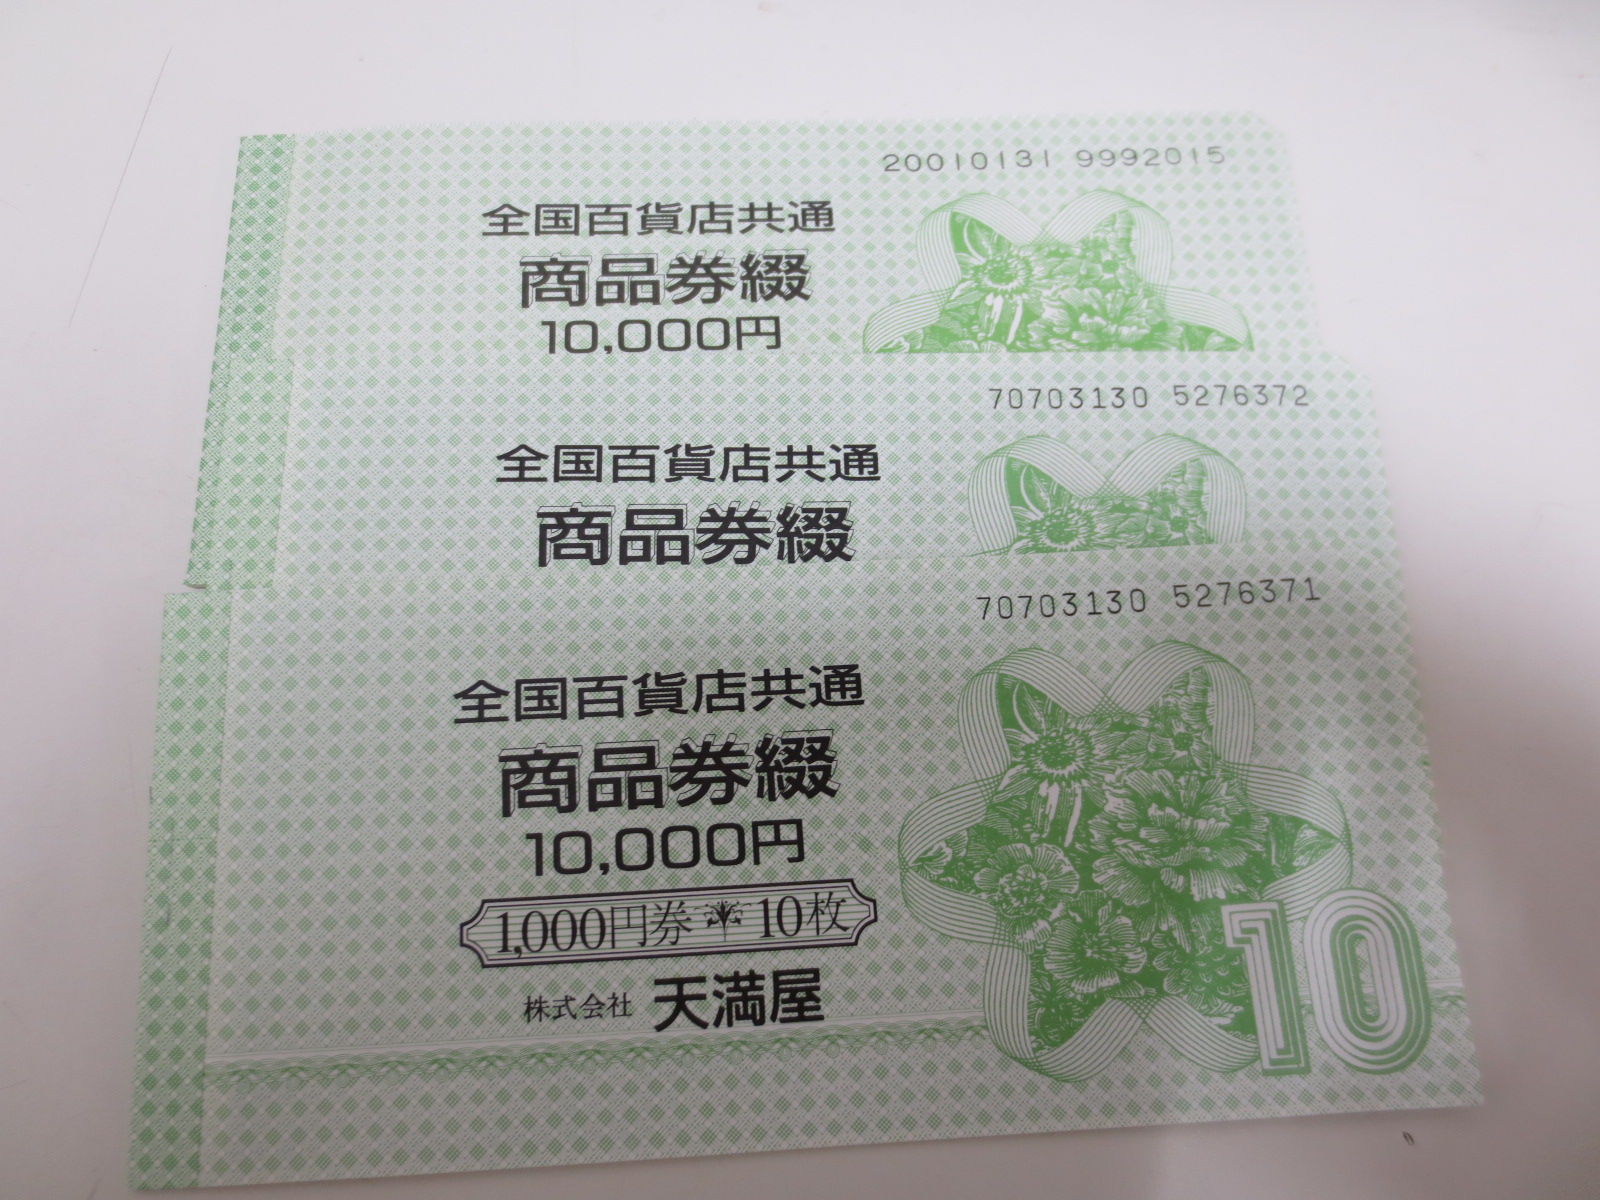 20010131 9992015
全国百貨店共通
商品券綴
10,000円
70703130 5276372
全国百貨店共通
商品券綴
70703130 5276371
全国百貨店共通
商品券綴
10,000円
1,000円券 10枚
株式会社 天満屋
10